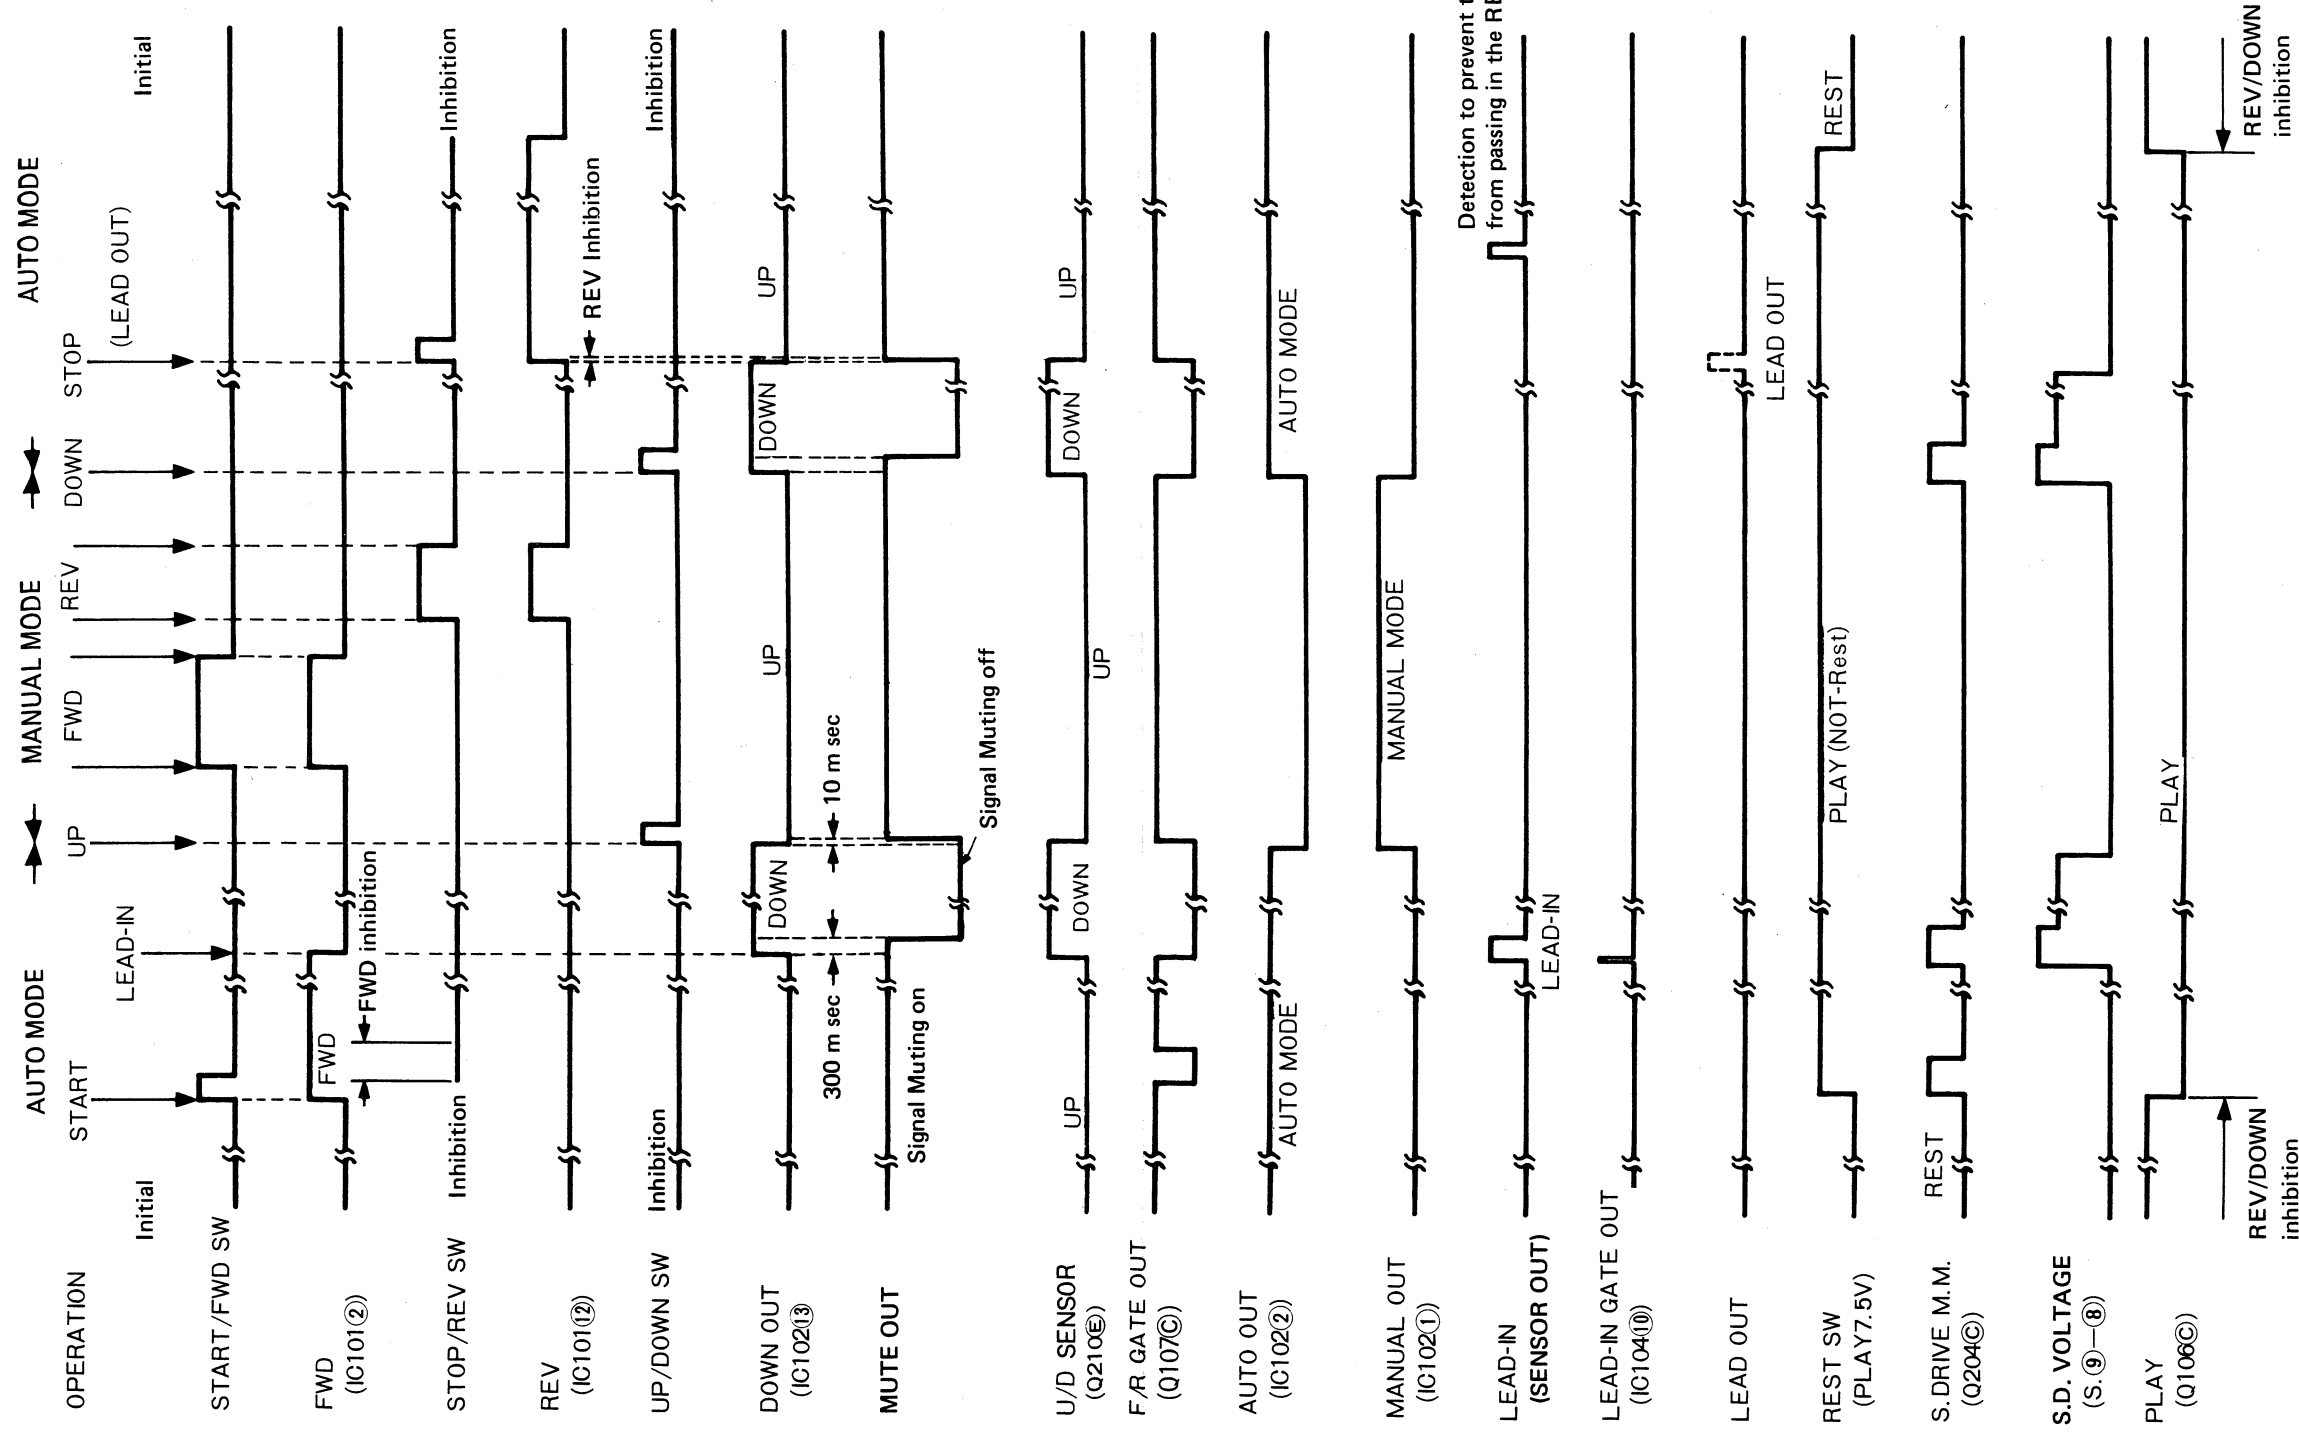 OPERATION
Initial
AUTO MODE
START
LEAD-IN
UP
MANUAL MODE
FWD
REV
DOWN
AUTO MODE
STOP
(LEAD OUT)
Initial
START/FWD SW
FWD
(IC101②)
FWD
FWD inhibition
STOP/REV SW
Inhibition
Inhibition
REV
(IC101⑫)
REV Inhibition
UP/DOWN SW
Inhibition
Inhibition
DOWN OUT
(IC102⑬)
DOWN
UP
DOWN
UP
300 m sec
10 m sec
MUTE OUT
Signal Muting on
Signal Muting off
U/D SENSOR
(Q210Ⓔ)
UP
DOWN
UP
DOWN
UP
F/R GATE OUT
(Q107Ⓒ)
AUTO OUT
(IC102②)
AUTO MODE
AUTO MODE
MANUAL OUT
(IC102①)
MANUAL MODE
LEAD-IN
(SENSOR OUT)
LEAD-IN
Detection to prevent
from passing in the
LEAD-IN GATE OUT
(IC104⑩)
LEAD OUT
LEAD OUT
REST SW
(PLAY7.5V)
PLAY (NOT-Rest)
REST
S. DRIVE M.M.
(Q204Ⓒ)
REST
S.D. VOLTAGE
(S.⑨—⑧)
PLAY
(Q106Ⓒ)
PLAY
REV/DOWN
inhibition
REV/DOWN
inhibition